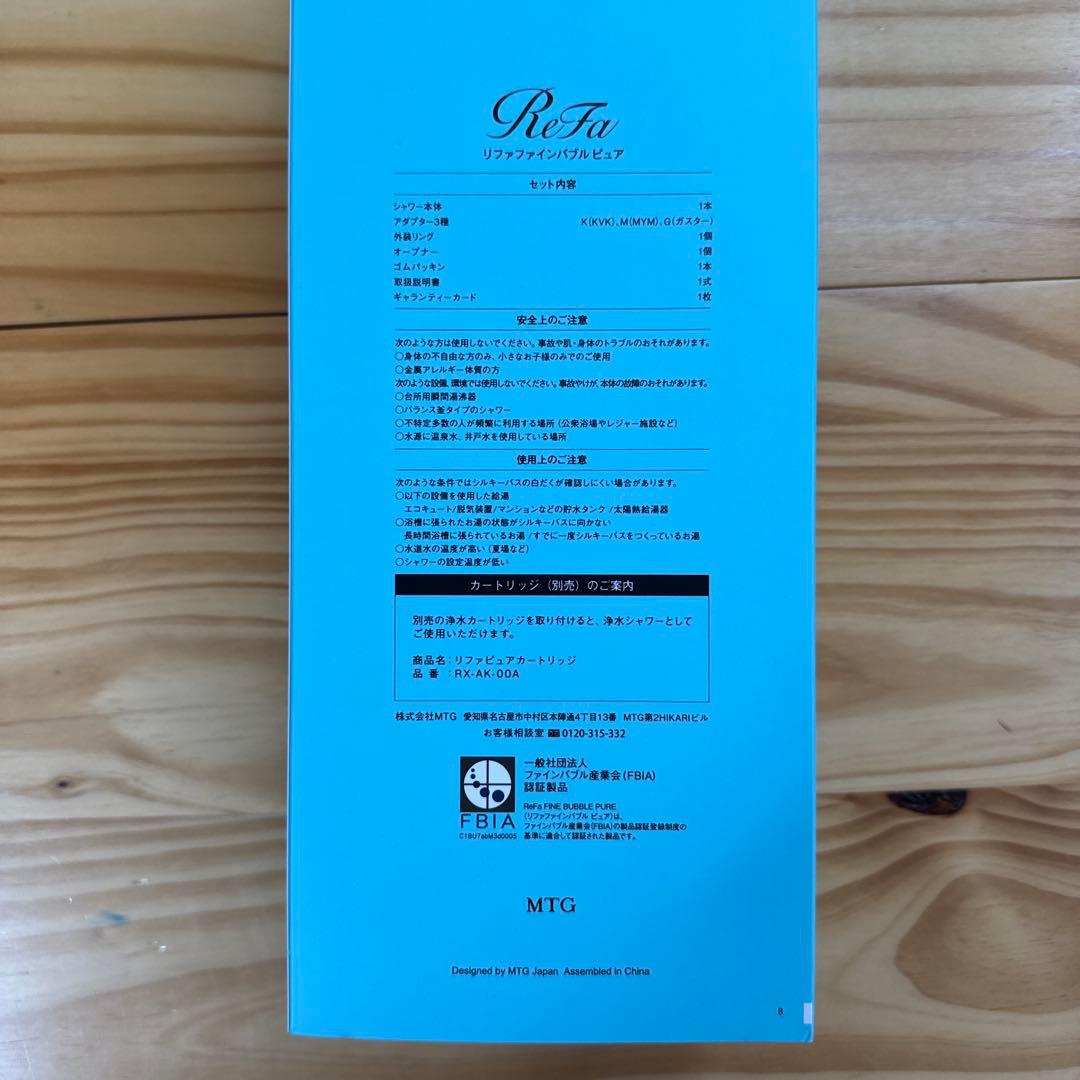 ReFa
リファファインバブル ピュア
セット内容
シャワー本体 1本
アダプター3種 K(KVK)、M(MYM)、G(ガスター)
外装リング 1個
オープナー 1個
ゴムパッキン 1本
取扱説明書 1式
ギャランティーカード 1枚
安全上のご注意
次のような方は使用しないでください。事故や肌・身体のトラブルのおそれがあります。
○身体の不自由な方のみ、小さなお子様のみでのご使用
○金属アレルギー体質の方
次のような設備、環境では使用しないでください。事故やけが、本体の故障のおそれがあります。
○台所用瞬間湯沸器
○バランス釜タイプのシャワー
○不特定多数の人が頻繁に利用する場所（公衆浴場やレジャー施設など）
○水源に温泉水、井戸水を使用している場所
使用上のご注意
次のような条件ではシルキーバスの白だくが確認しにくい場合があります。
○以下の設備を使用した給湯
エコキュート/脱気装置/マンションなどの貯水タンク/太陽熱給湯器
○浴槽に張られたお湯の状態がシルキーバスに向かない
長時間浴槽に張られているお湯/すでに一度シルキーバスをつくっているお湯
○水道水の温度が高い（夏場など）
○シャワーの設定温度が低い
カートリッジ（別売）のご案内
別売の浄水カートリッジを取り付けると、浄水シャワーとして
ご使用いただけます。
商品名：リファピュアカートリッジ
品 番：RX-AK-00A
株式会社MTG 愛知県名古屋市中村区本陣通4丁目13番 MTG第2HIKARIビル
お客様相談室 0120-315-332
一般社団法人
ファインバブル産業会(FBIA)
認証製品
FBIA
C1BU7abM3d0005
ReFa FINE BUBBLE PURE
(リファファインバブル ピュア)は、
ファインバブル産業会(FBIA)の製品認証登録制度の
基準に適合して認証された製品です。
MTG
Designed by MTG Japan Assembled in China
B